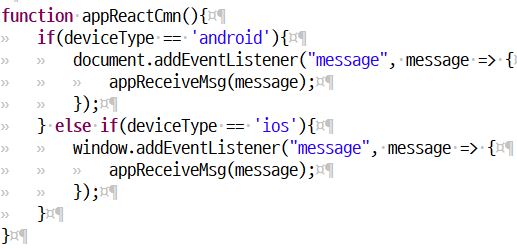 function appReactCmn(){
	if(deviceType == 'android'){
		document.addEventListener("message", message => {
			appReceiveMsg(message);
		});
	} else if(deviceType == 'ios'){
		window.addEventListener("message", message => {
			appReceiveMsg(message);
		});
	}
}